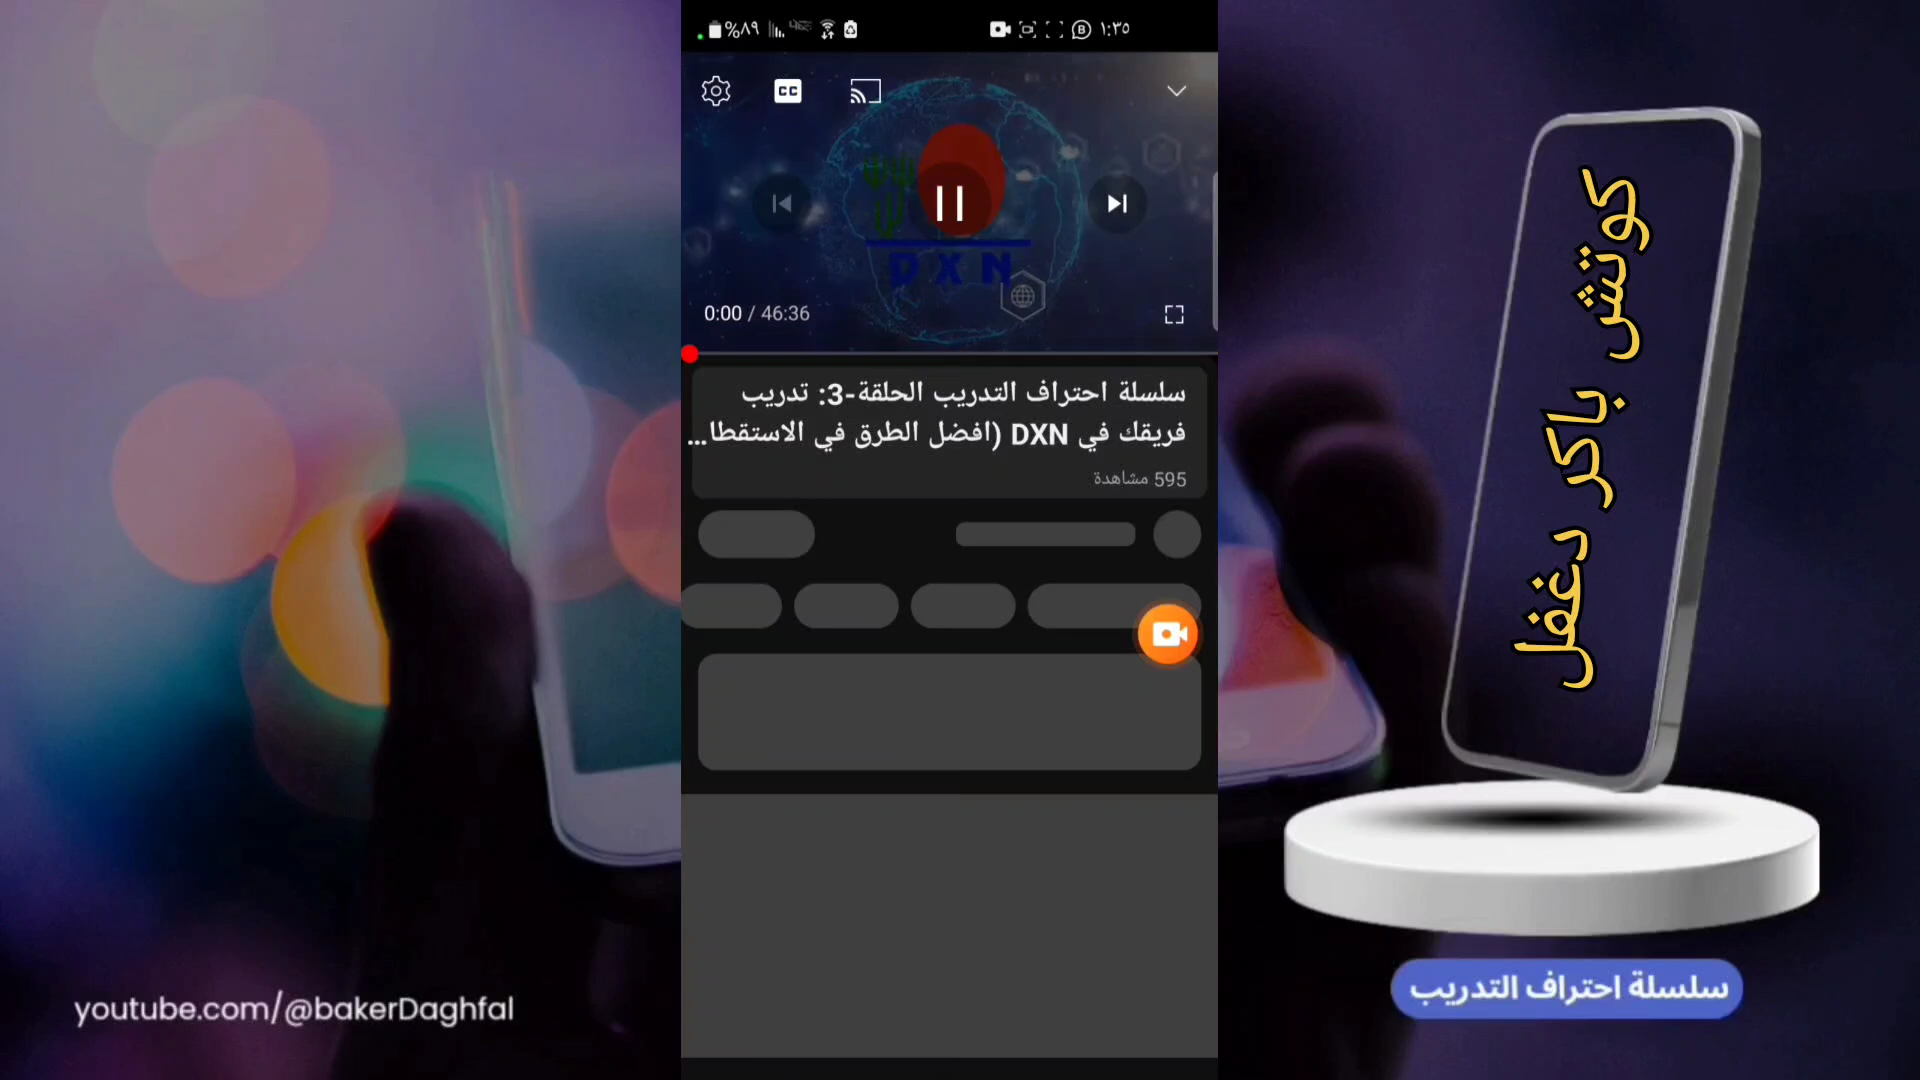 %٨٩
١:٣٥
CC
DXN
0:00 / 46:36
سلسلة احتراف التدريب الحلقة-3: تدريب
فريقك في DXN (افضل الطرق في الاستقطا...
595 مشاهدة
كوتش باكر دغفل
سلسلة احتراف التدريب
youtube.com/@bakerDaghfal